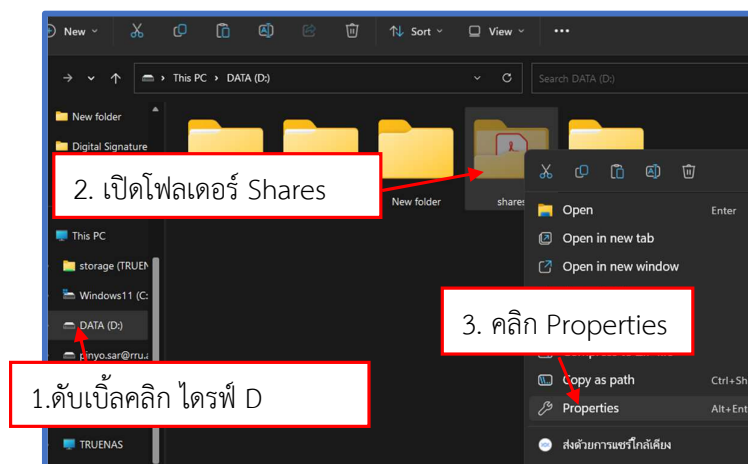 New
Sort
View
This PC > DATA (D:)
Search DATA (D:)
New folder
Digital Signature
2. เปิดโฟลเดอร์ Shares
New folder
shares
This PC
Open Enter
storage (TRUEN
Open in new tab
Windows11 (C:
Open in new window
DATA (D:)
3. คลิก Properties
pinyo.sar@rru.a
1.ดับเบิ้ลคลิก ไดรฟ์ D
Copy as path Ctrl+Sh
Properties Alt+Ent
TRUENAS
ส่งด้วยการแชร์ใกล้เคียง